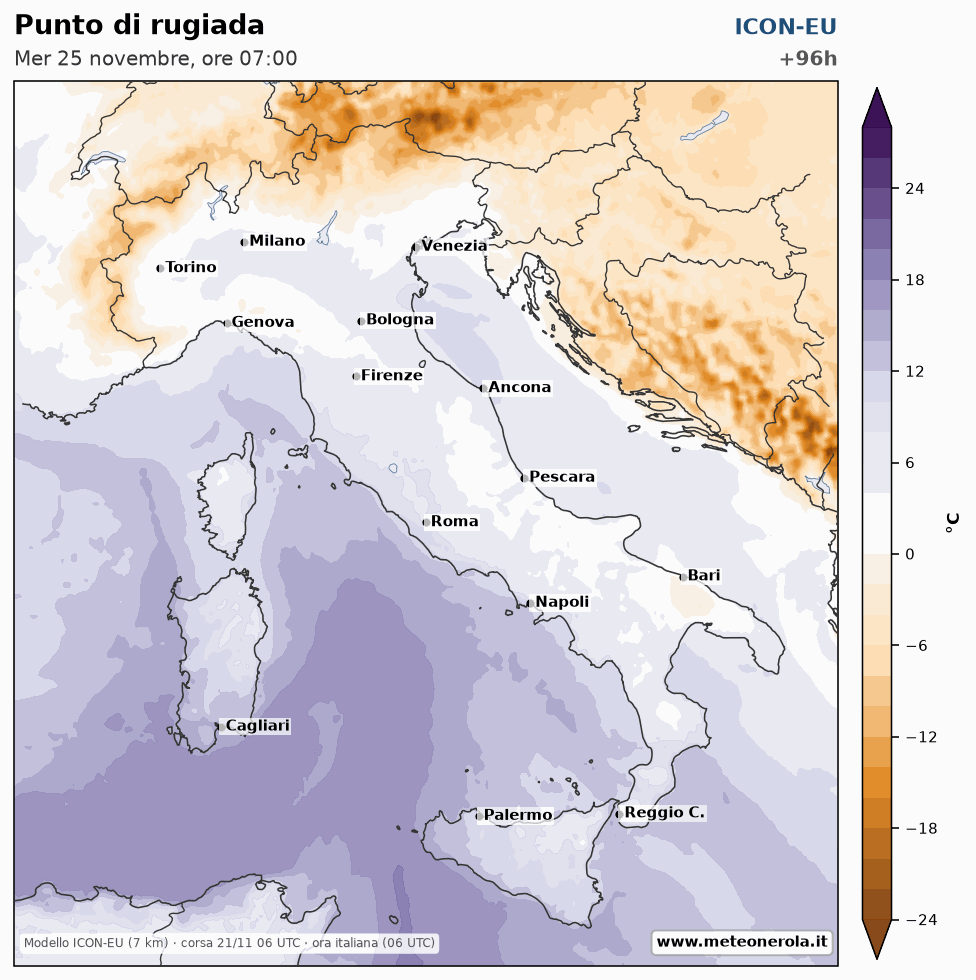 Punto di rugiada
ICON-EU
Mer 25 novembre, ore 07:00
+96h
Milano
Venezia
Torino
Genova
Bologna
Firenze
Ancona
Pescara
Roma
Bari
Napoli
Cagliari
Palermo
Reggio C.
24
18
12
6
0
−6
−12
−18
−24
°C
Modello ICON-EU (7 km) · corsa 21/11 06 UTC · ora italiana (06 UTC)
www.meteonerola.it